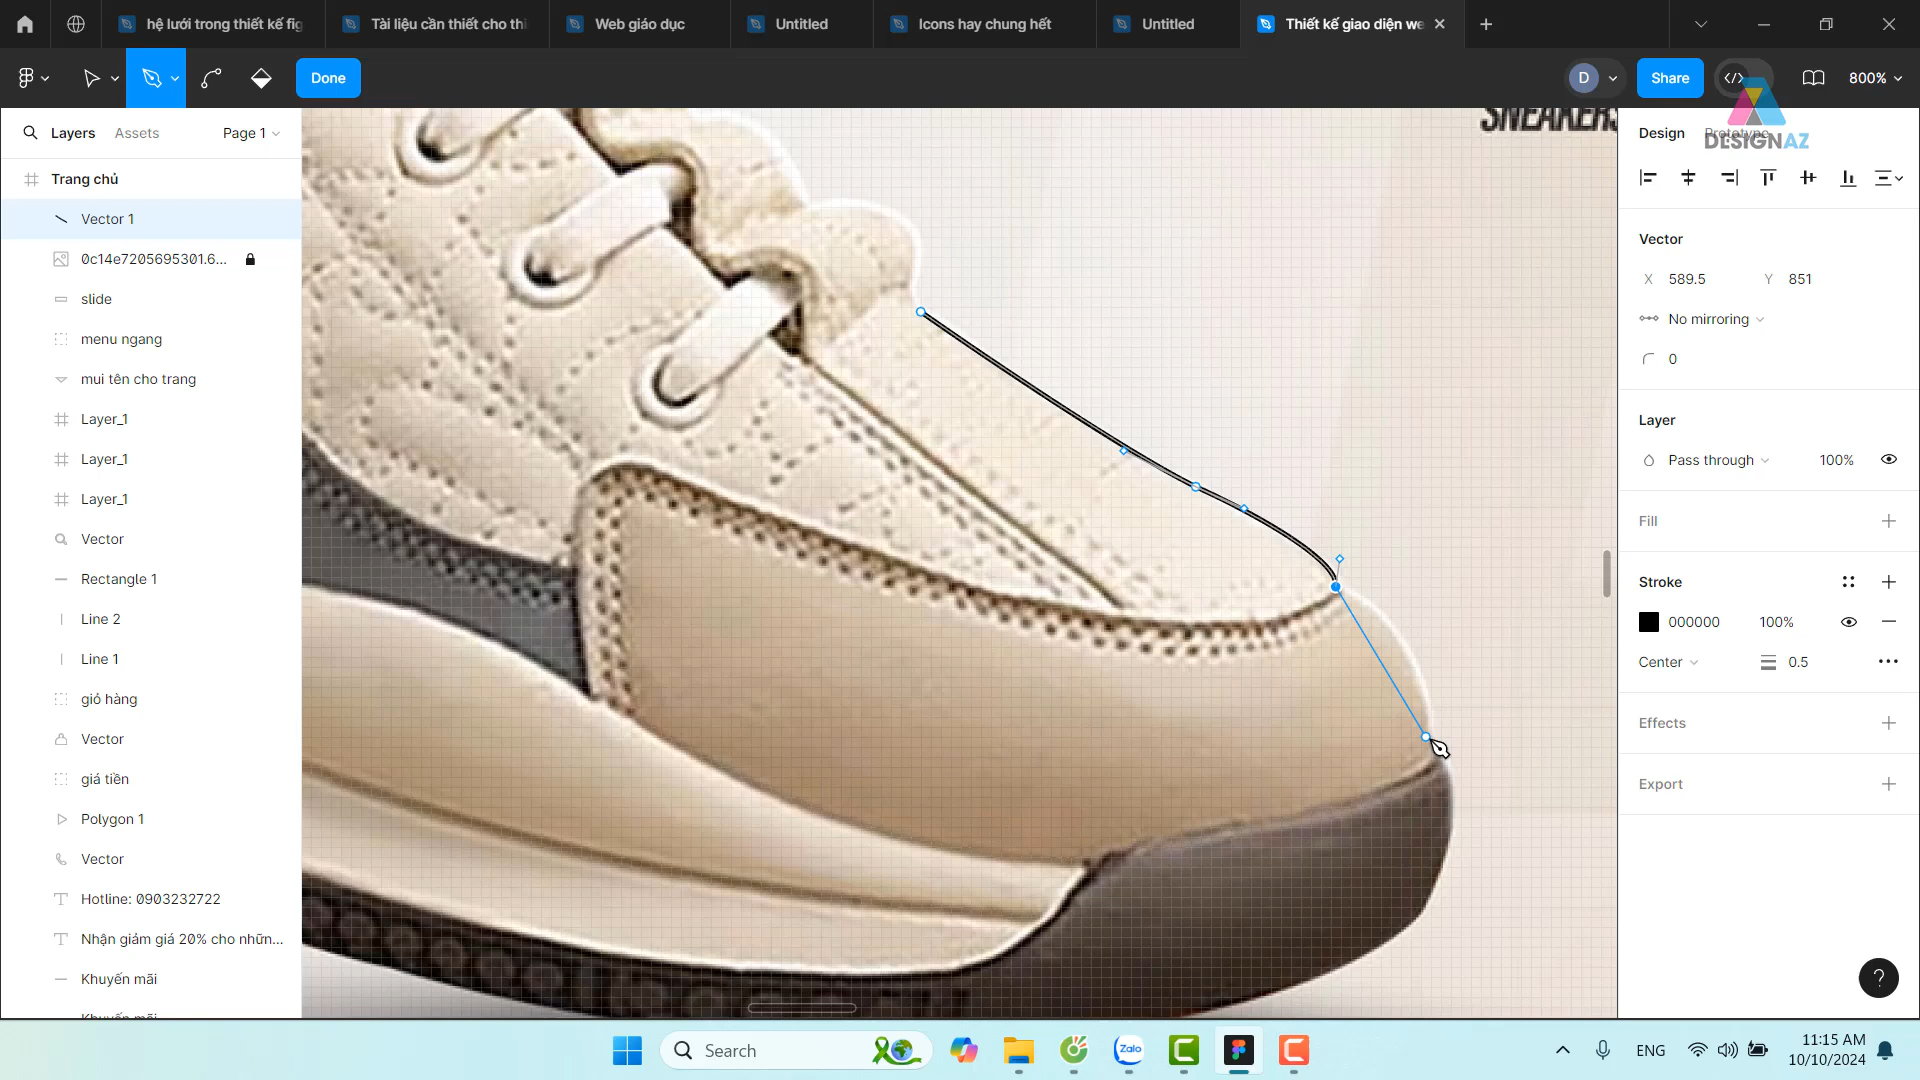 hệ lưới trong thiết kế fig
Tài liệu cần thiết cho thi
Web giáo dục
Untitled
Icons hay chung hết
Untitled
Thiết kế giao diện we
Done
D
Share
800%
Layers
Assets
Page 1
Design
Prototype
DESIGNAZ
SNEAKERS
Trang chủ
Vector 1
0c14e7205695301.6...
slide
menu ngang
mui tên cho trang
Layer_1
Layer_1
Layer_1
Vector
Rectangle 1
Line 2
Line 1
giỏ hàng
Vector
giá tiền
Polygon 1
Vector
Hotline: 0903232722
Nhận giảm giá 20% cho nhữn...
Khuyến mãi
Khuyến mãi
Vector
X 589.5 Y 851
No mirroring
0
Layer
Pass through 100%
Fill
Stroke
000000 100%
Center 0.5
Effects
Export
?
Search
Zalo
ENG
11:15 AM
10/10/2024